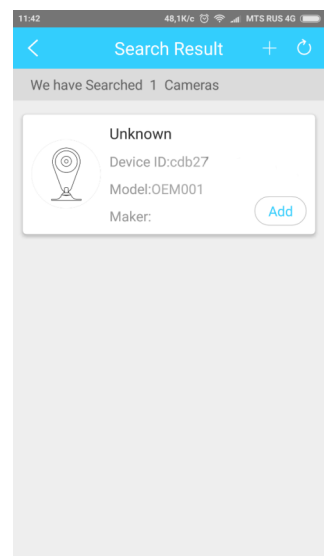 11:42 48,1K/c MTS RUS 4G
Search Result
We have Searched 1 Cameras
Unknown
Device ID:cdb27
Model:OEM001
Maker:
Add